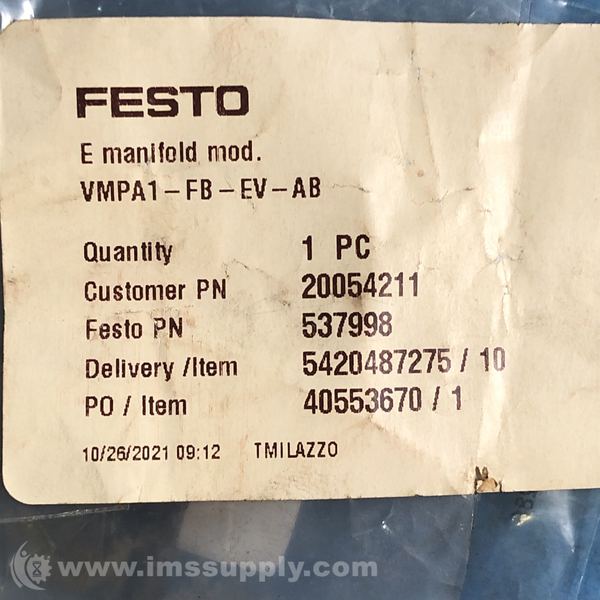 FESTO
E manifold mod.
VMPA1-FB-EV-AB
Quantity 1 PC
Customer PN 20054211
Festo PN 537998
Delivery /Item 5420487275 / 10
PO / Item 40553670 / 1
10/26/2021 09:12 TMILAZZO
www.imssupply.com